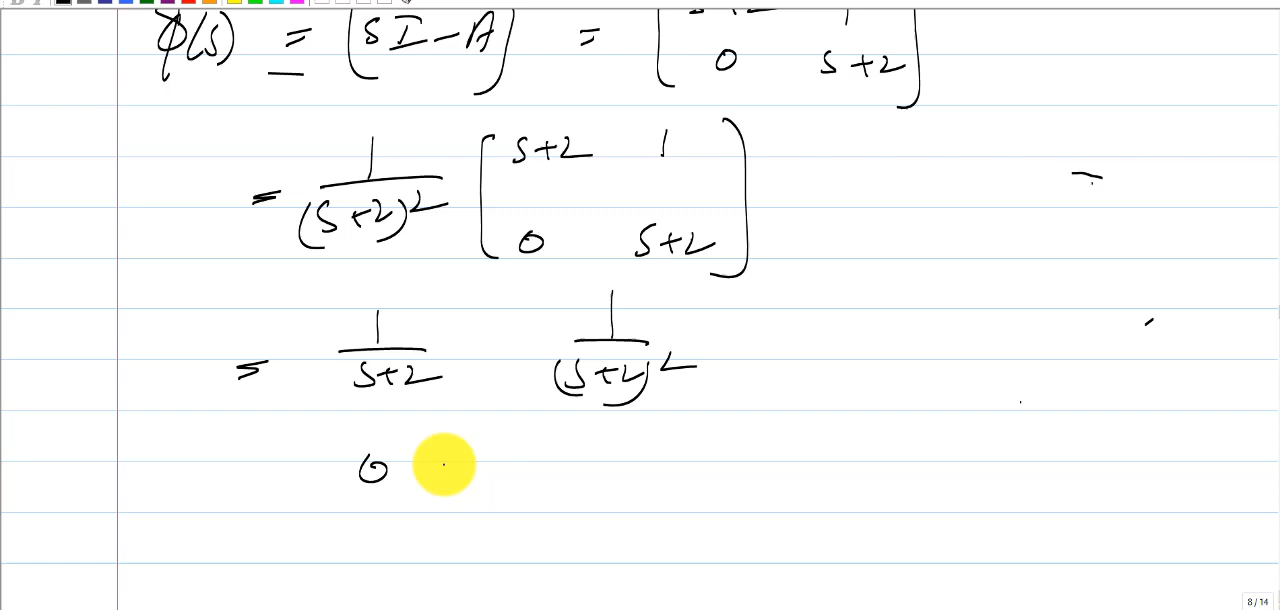 ϕ(s) = [SI-A] = [
0 s+2 ]
= 1/(s+2)² [ s+2 1
0 s+2 ]
= 1/s+2 1/(s+2)²
0
8 / 14